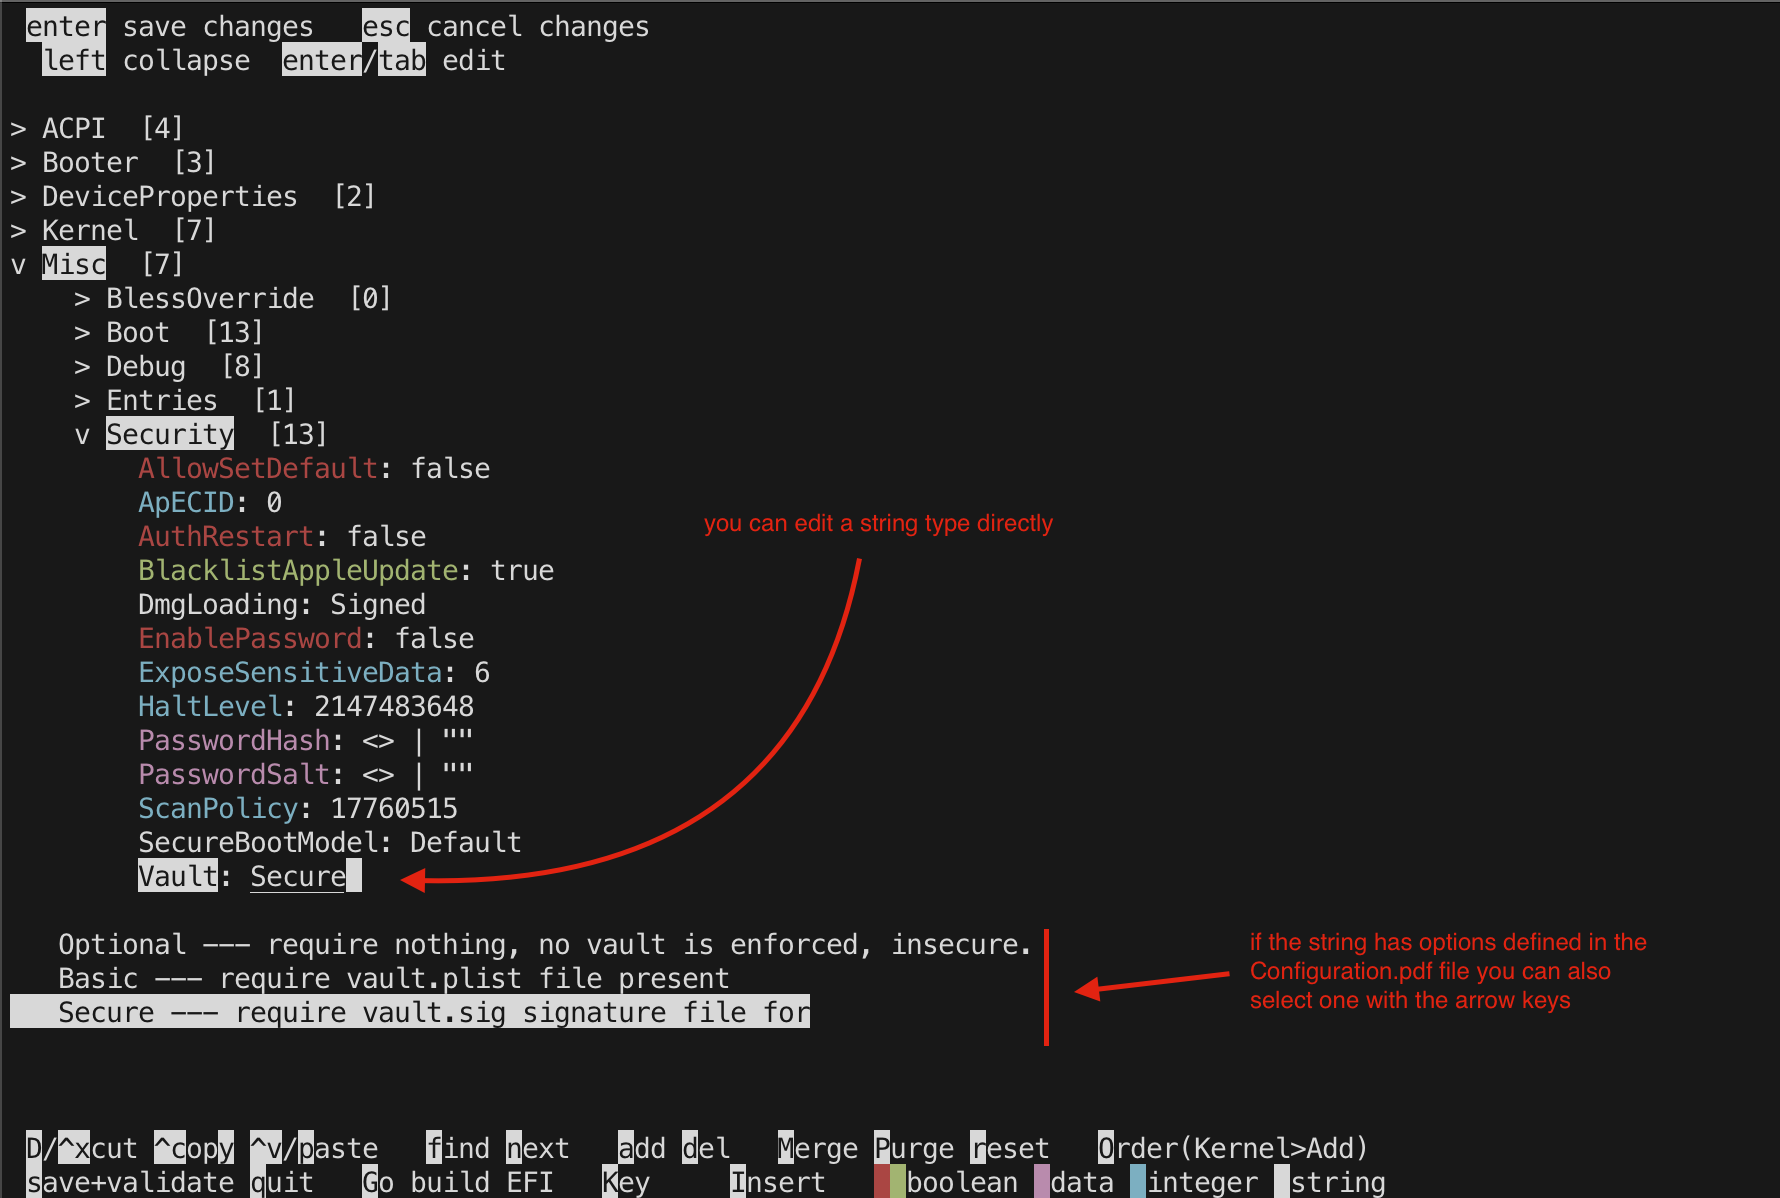 enter save changes   esc cancel changes
left collapse  enter/tab edit
> ACPI  [4]
> Booter  [3]
> DeviceProperties  [2]
> Kernel  [7]
v Misc  [7]
> BlessOverride  [0]
> Boot  [13]
> Debug  [8]
> Entries  [1]
v Security  [13]
AllowSetDefault: false
ApECID: 0
you can edit a string type directly
AuthRestart: false
BlacklistAppleUpdate: true
DmgLoading: Signed
EnablePassword: false
ExposeSensitiveData: 6
HaltLevel: 2147483648
PasswordHash: <> | ""
PasswordSalt: <> | ""
ScanPolicy: 17760515
SecureBootModel: Default
Vault: Secure
Optional --- require nothing, no vault is enforced, insecure.
Basic --- require vault.plist file present
Secure --- require vault.sig signature file for
if the string has options defined in the
Configuration.pdf file you can also
select one with the arrow keys
D/^xcut ^copy ^v/paste   find next   add del   Merge Purge reset   Order(Kernel>Add)
save+validate quit   Go build EFI   Key     Insert   boolean data integer string